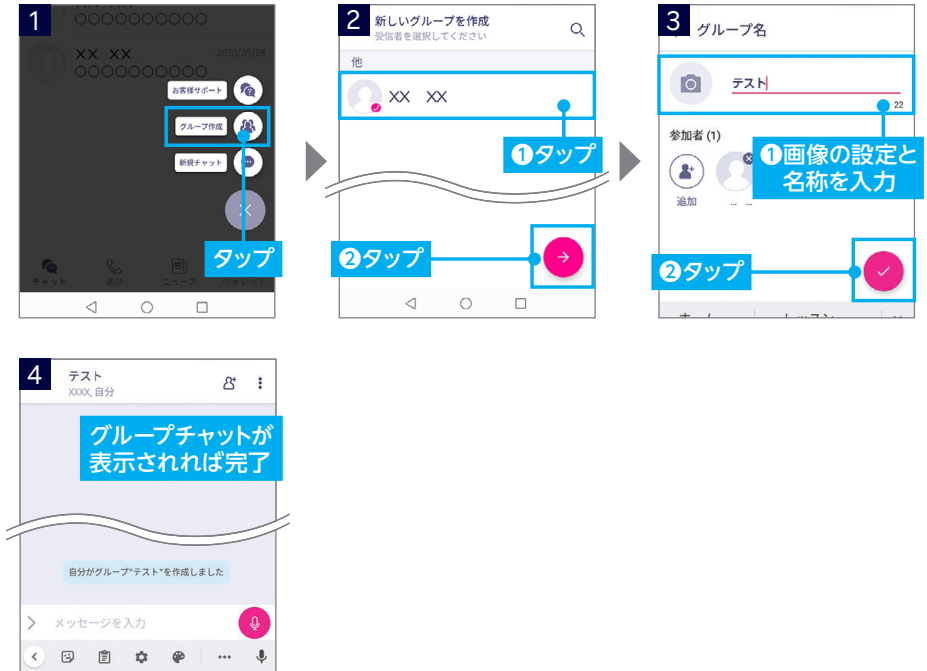 1
○○○○○○○○○○
XX XX
2020/05/08
○○○○○○○○○○
お客様サポート
グループ作成
新規チャット
タップ
チャット
通話
ニュース
ウォレット
2
新しいグループを作成
受信者を選択してください
他
XX XX
❶タップ
❷タップ
3
グループ名
テスト
22
参加者 (1)
追加
... ...
❶画像の設定と
名称を入力
❷タップ
4
テスト
XXXX, 自分
グループチャットが
表示されれば完了
自分がグループ"テスト"を作成しました
メッセージを入力